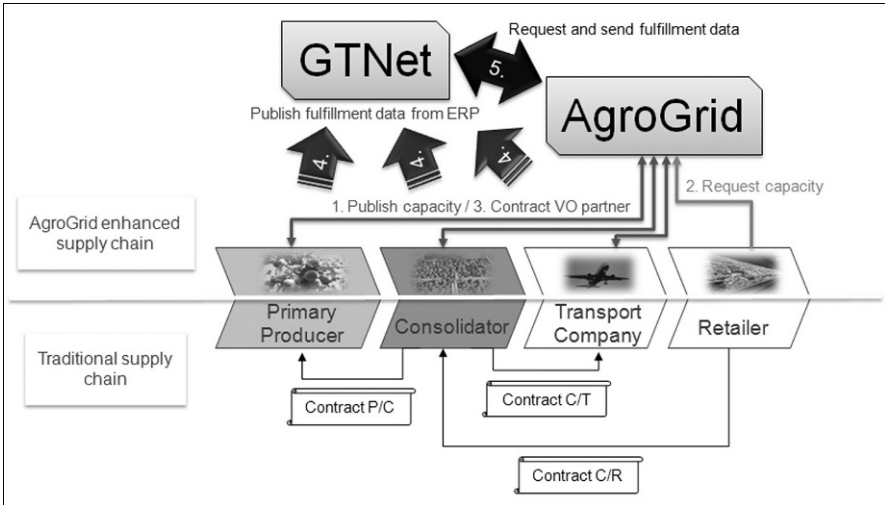 Request and send fulfillment data
GTNet
5.
AgroGrid
Publish fulfillment data from ERP
4.
4.
4.
2. Request capacity
1. Publish capacity / 3. Contract VO partner
AgroGrid enhanced
supply chain
Primary
Producer
Consolidator
Transport
Company
Retailer
Traditional supply
chain
Contract P/C
Contract C/T
Contract C/R